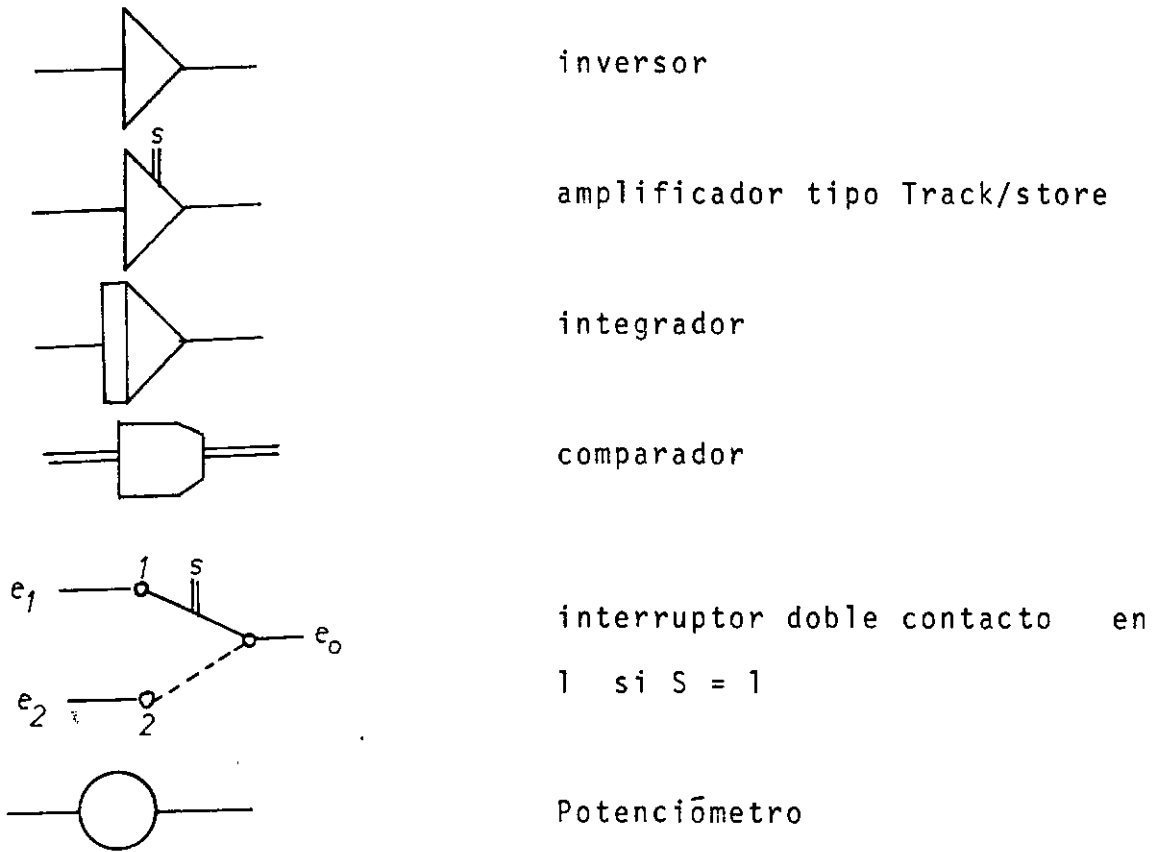 inversor
s
amplificador tipo Track/store
integrador
comparador
1
s
e1
eo
interruptor doble contacto en
1 si S = 1
e2
2
Potenciómetro